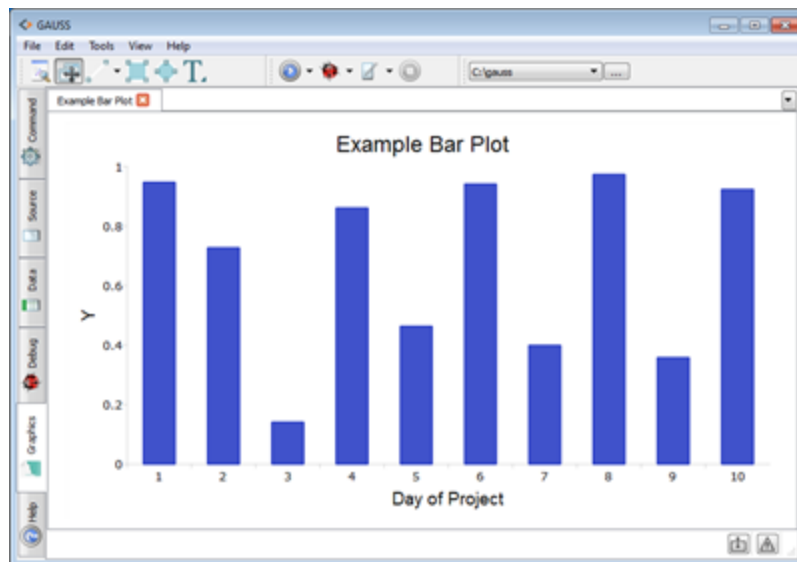 GAUSS
File Edit Tools View Help
T.
C:\gauss ...
Example Bar Plot
Command
Source
Data
Debug
Graphics
Help
Example Bar Plot
1
0.8
0.6
0.4
0.2
0
Y
1 2 3 4 5 6 7 8 9 10
Day of Project